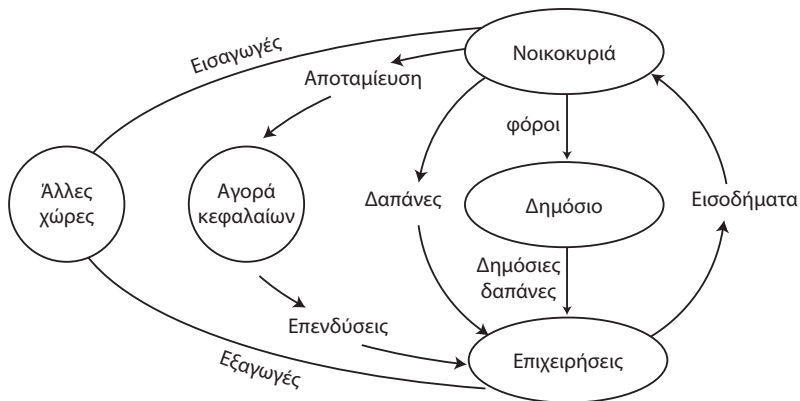 Εισαγωγές
Νοικοκυριά
Αποταμίευση
φόροι
Άλλες
χώρες
Αγορά
κεφαλαίων
Δαπάνες
Δημόσιο
Εισοδήματα
Δημόσιες
δαπάνες
Επενδύσεις
Εξαγωγές
Επιχειρήσεις